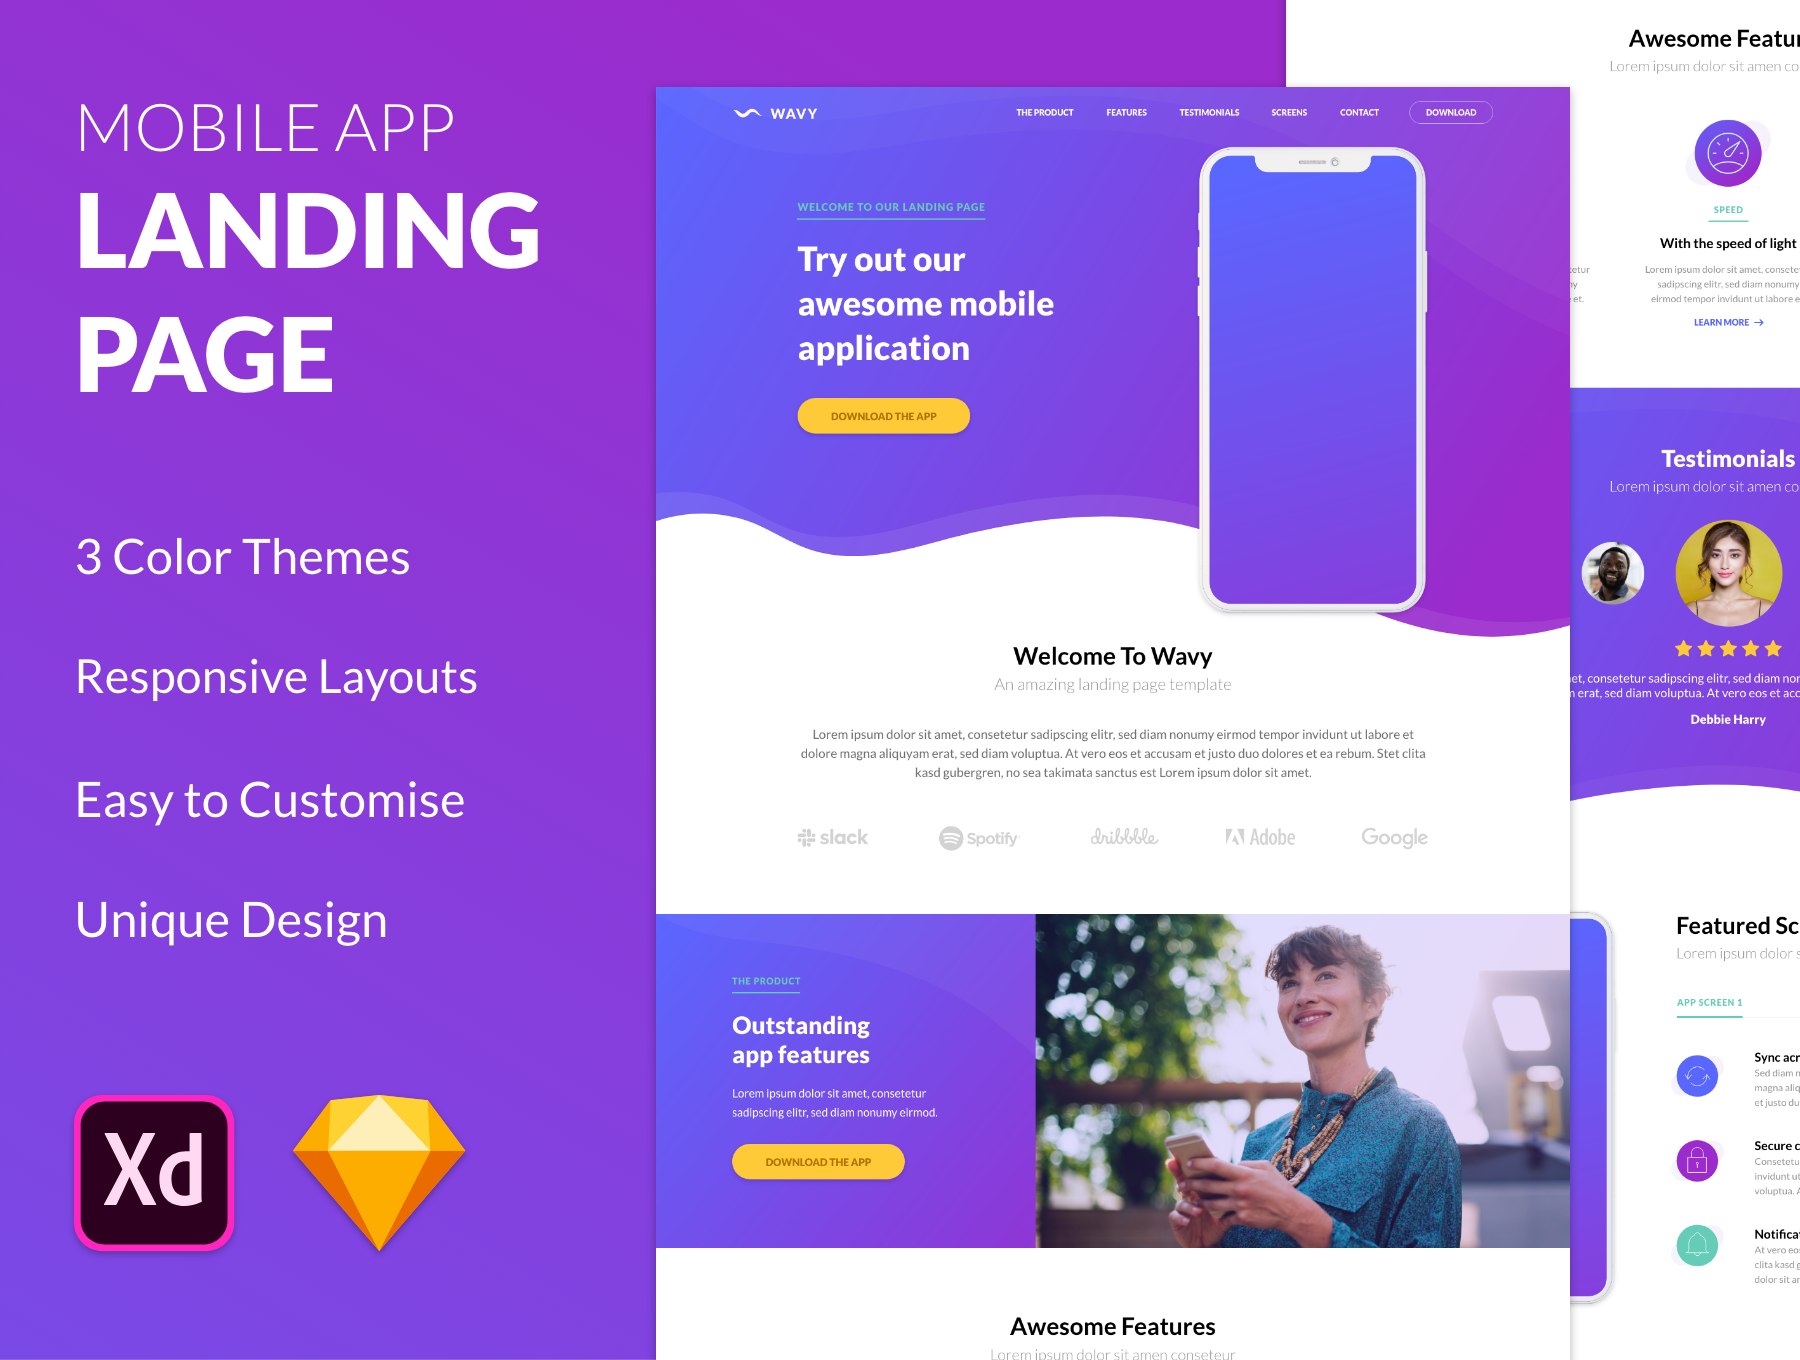 MOBILE APP
LANDING
PAGE
3 Color Themes
Responsive Layouts
Easy to Customise
Unique Design
Xd
WAVY
THE PRODUCT
FEATURES
TESTIMONIALS
SCREENS
CONTACT
DOWNLOAD
WELCOME TO OUR LANDING PAGE
Try out our
awesome mobile
application
DOWNLOAD THE APP
Welcome To Wavy
An amazing landing page template
Lorem ipsum dolor sit amet, consetetur sadipscing elitr, sed diam nonumy eirmod tempor invidunt ut labore et
dolore magna aliquyam erat, sed diam voluptua. At vero eos et accusam et justo duo dolores et ea rebum. Stet clita
kasd gubergren, no sea takimata sanctus est Lorem ipsum dolor sit amet.
slack
Spotify
dribbble
Adobe
Google
THE PRODUCT
Outstanding
app features
Lorem ipsum dolor sit amet, consetetur
sadipscing elitr, sed diam nonumy eirmod.
DOWNLOAD THE APP
Awesome Features
Lorem ipsum dolor sit amen conseteur
Awesome Featur
Lorem ipsum dolor sit amen co
SPEED
With the speed of light
Lorem ipsum dolor sit amet, consete
sadipscing elitr, sed diam nonumy
eirmod tempor invidunt ut labore e
LEARN MORE
etur
ny
et.
Testimonials
Lorem ipsum dolor sit amen co
et, consetetur sadipscing elitr, sed diam non
erat, sed diam voluptua. At vero eos et acc
Debbie Harry
Featured Sc
Lorem ipsum dolor s
APP SCREEN 1
Sync acr
Sed diam n
magna aliq
et justo du
Secure c
Consetetu
invidunt ut
voluptua. A
Notifica
At vero eos
clita kasd g
dolor sit ar